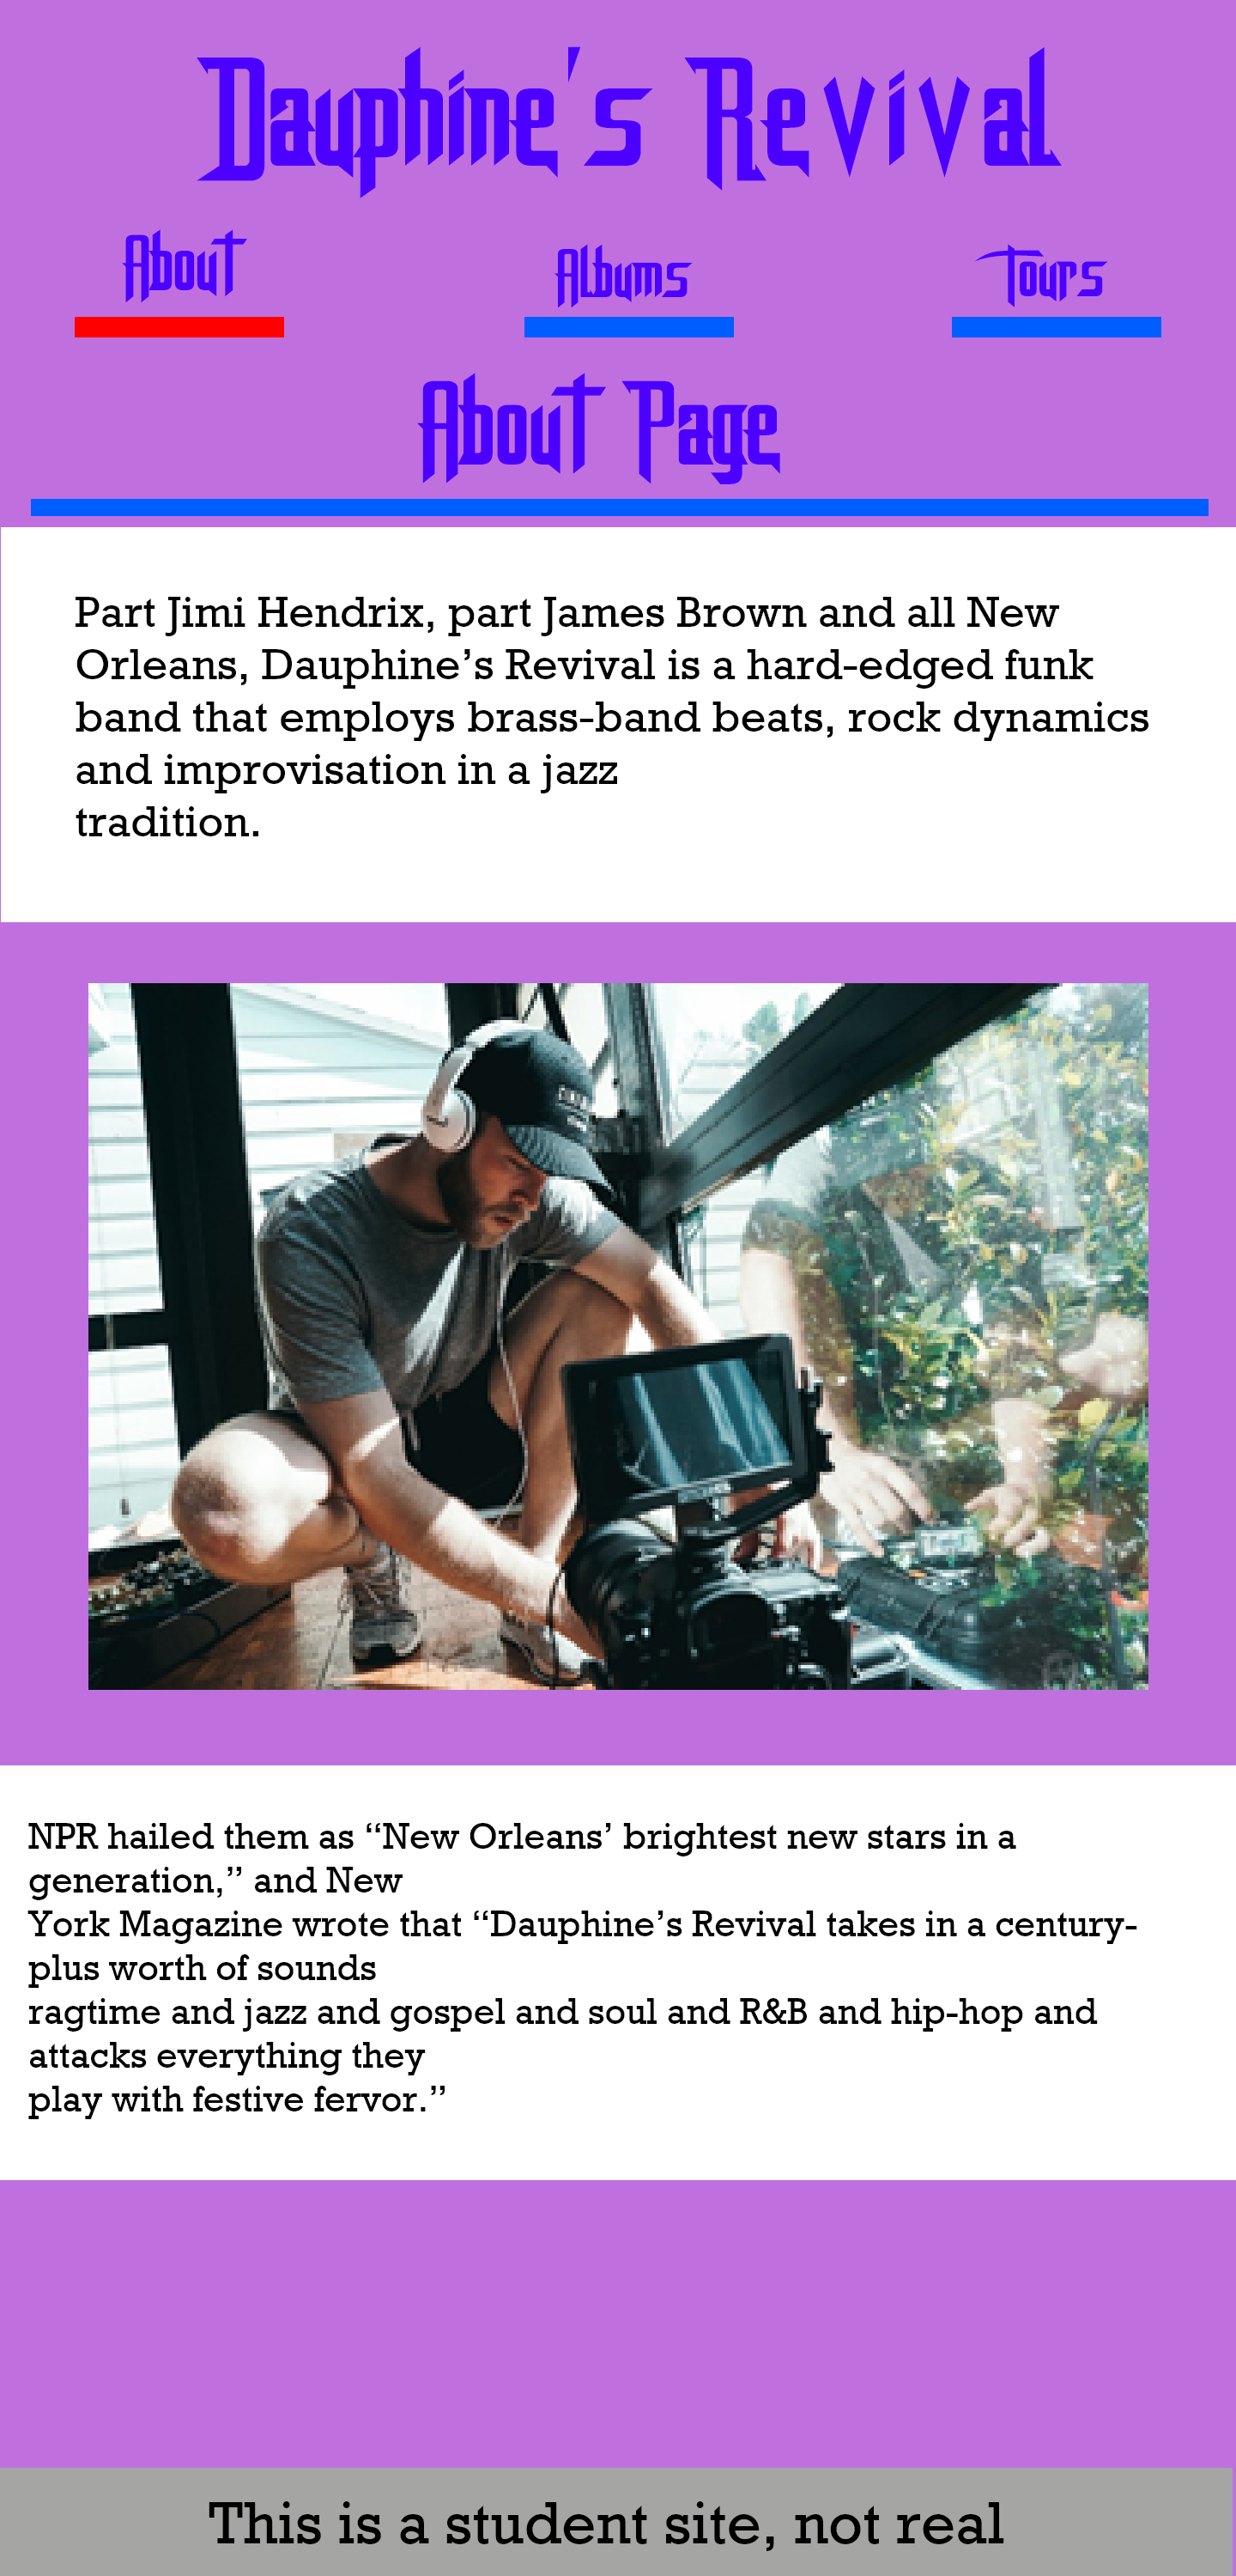 Dauphine's Revival
About Albums Tours
About Page
Part Jimi Hendrix, part James Brown and all New
Orleans, Dauphine’s Revival is a hard-edged funk
band that employs brass-band beats, rock dynamics
and improvisation in a jazz
tradition.
NPR hailed them as “New Orleans’ brightest new stars in a
generation,” and New
York Magazine wrote that “Dauphine’s Revival takes in a century-
plus worth of sounds
ragtime and jazz and gospel and soul and R&B and hip-hop and
attacks everything they
play with festive fervor.”
This is a student site, not real